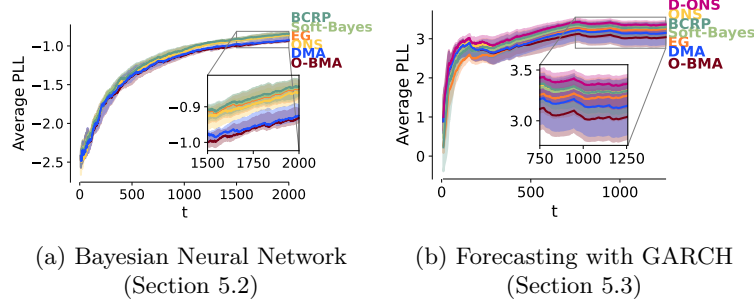 BCRP
Soft-Bayes
EG
ONS
DMA
O-BMA
Average PLL
−1.0
−1.5
−2.0
−2.5
−0.9
−1.0
1500
1750
2000
0
500
1000
1500
2000
t
D-ONS
ONS
BCRP
Soft-Bayes
EG
DMA
O-BMA
Average PLL
3
2
1
0
3.5
3.0
750
1000
1250
0
500
1000
t
(a) Bayesian Neural Network
(Section 5.2)
(b) Forecasting with GARCH
(Section 5.3)